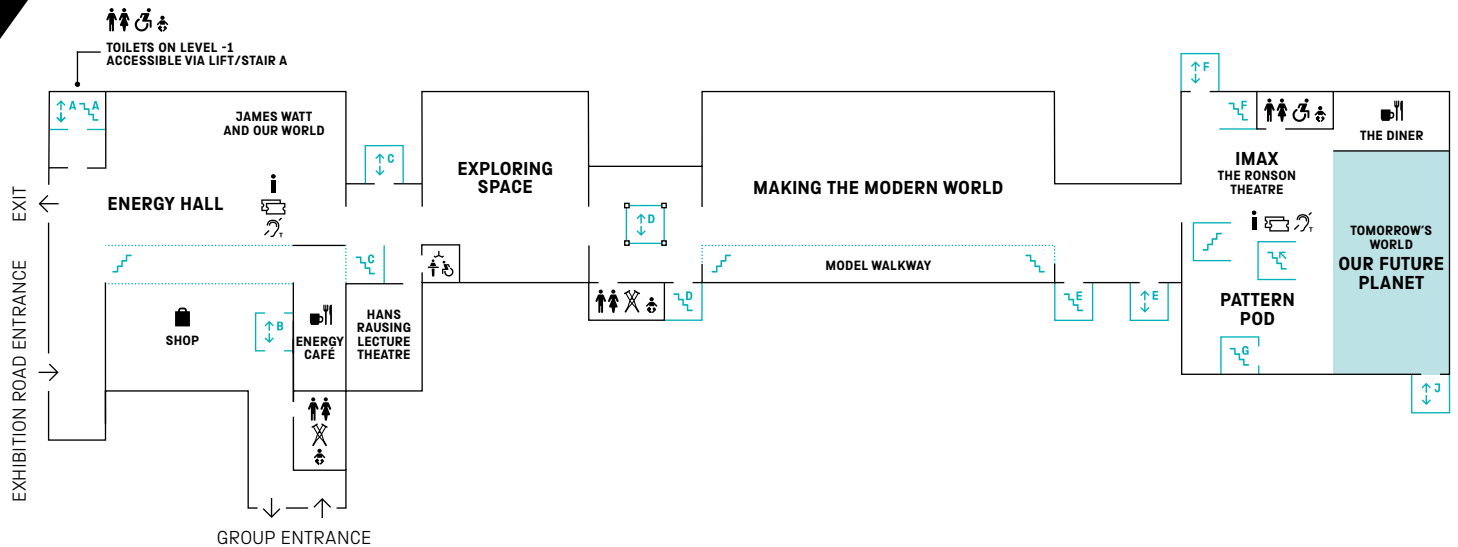 TOILETS ON LEVEL -1
ACCESSIBLE VIA LIFT/STAIR A
A
A
JAMES WATT
AND OUR WORLD
ENERGY HALL
EXIT
EXHIBITION ROAD ENTRANCE
C
C
SHOP
B
ENERGY
CAFÉ
HANS
RAUSING
LECTURE
THEATRE
GROUP ENTRANCE
EXPLORING
SPACE
D
D
MAKING THE MODERN WORLD
MODEL WALKWAY
E
E
F
F
THE DINER
IMAX
THE RONSON
THEATRE
T
T
PATTERN
POD
G
TOMORROW'S
WORLD
OUR FUTURE
PLANET
J